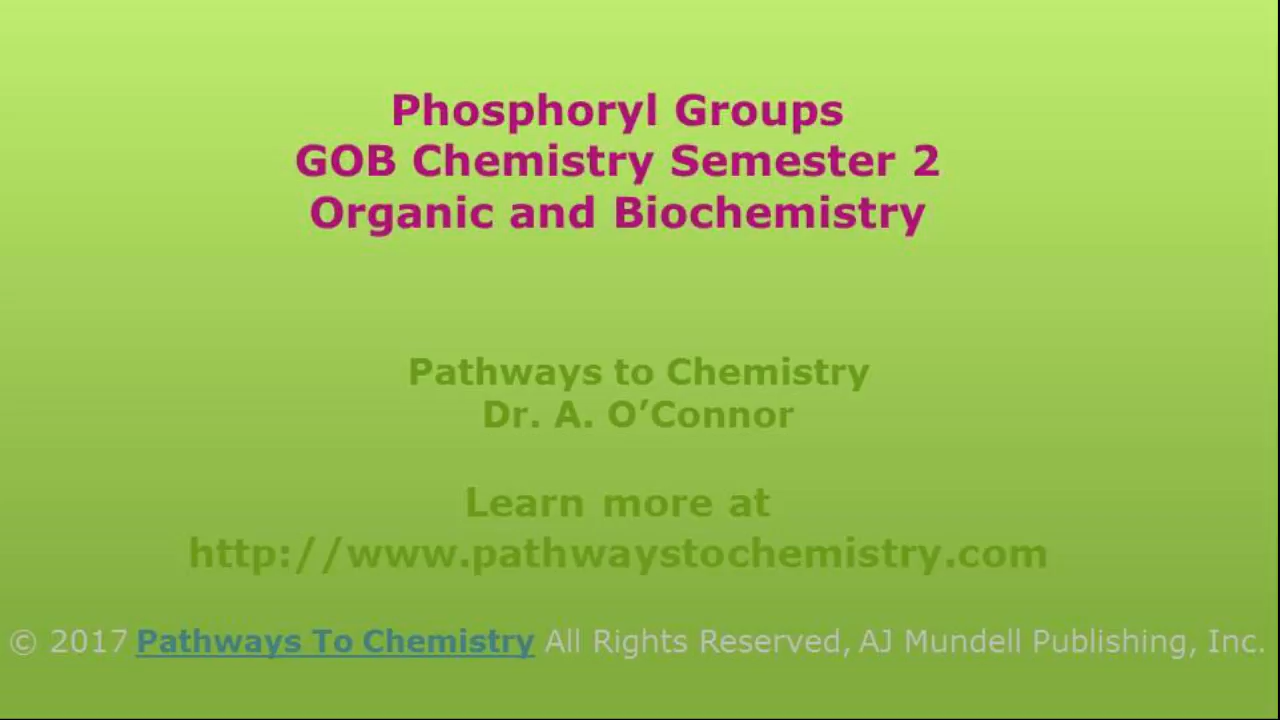 Phosphoryl Groups
GOB Chemistry Semester 2
Organic and Biochemistry
Pathways to Chemistry
Dr. A. O’Connor
Learn more at
http://www.pathwaystochemistry.com
© 2017 Pathways To Chemistry All Rights Reserved, AJ Mundell Publishing, Inc.